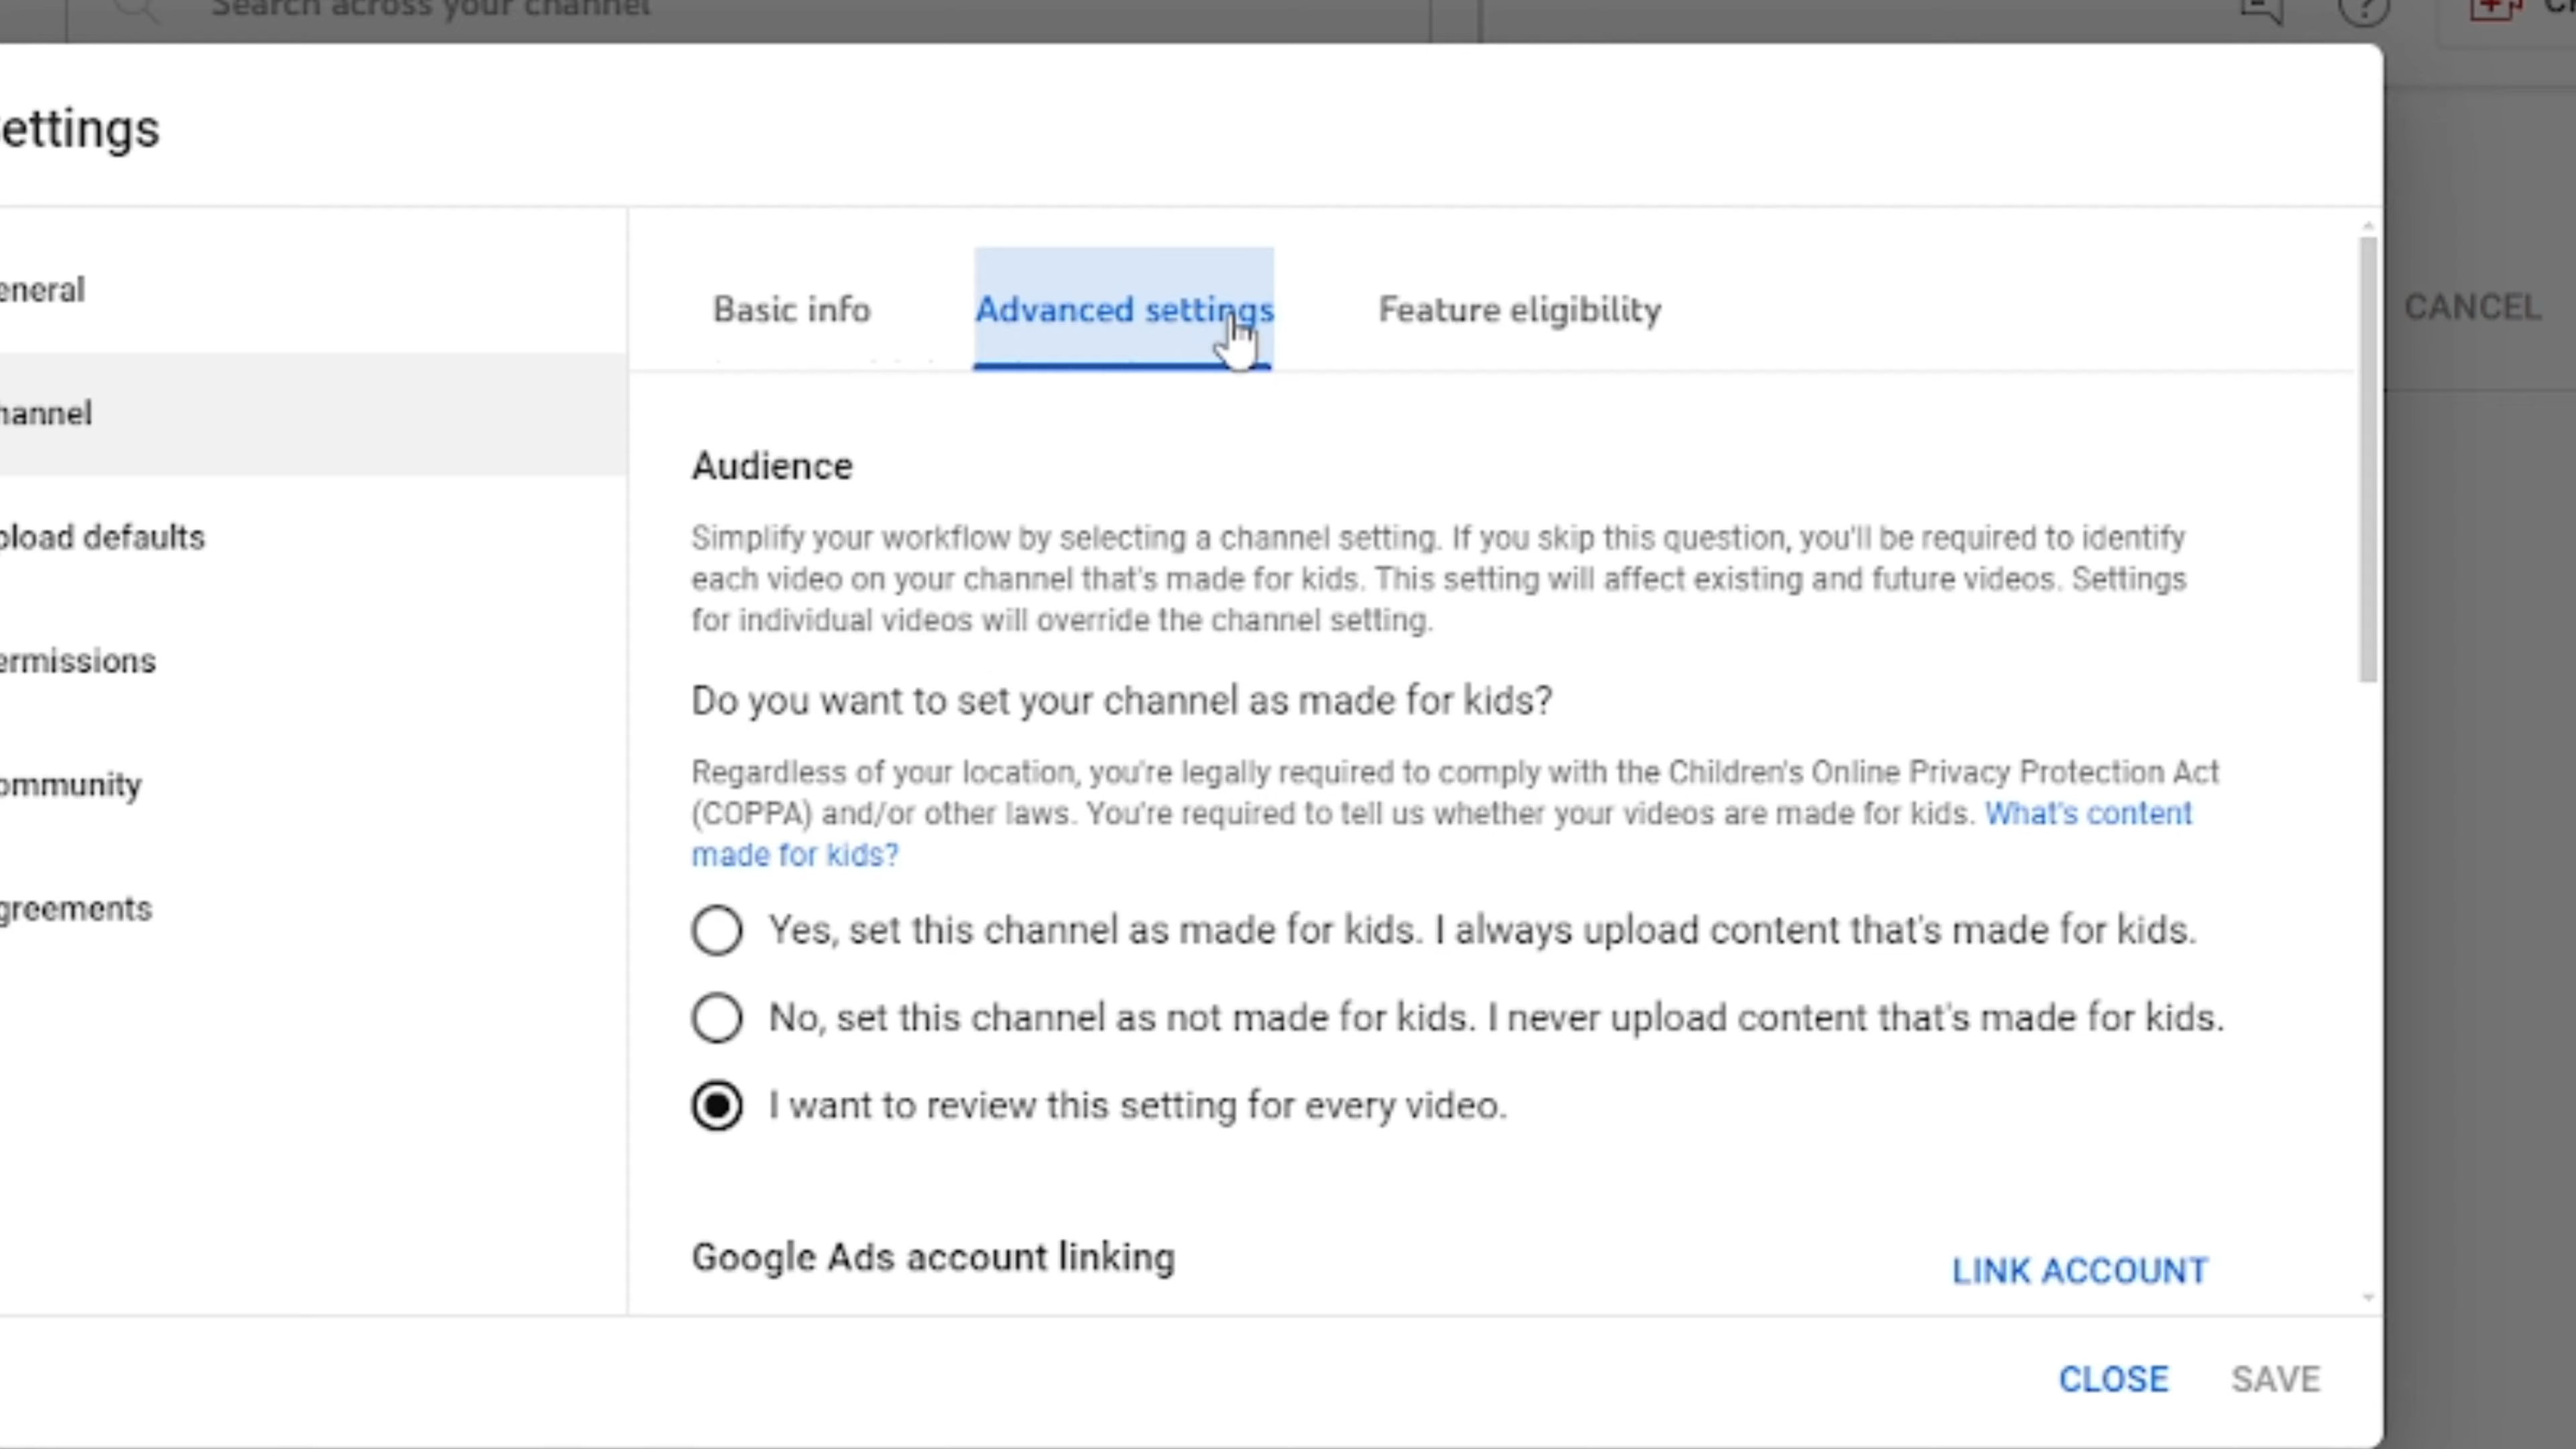 Search across your channel
ettings
eneral
hannel
pload defaults
ermissions
ommunity
greements
Basic info
Advanced settings
Feature eligibility
CANCEL
Audience
Simplify your workflow by selecting a channel setting. If you skip this question, you'll be required to identify
each video on your channel that's made for kids. This setting will affect existing and future videos. Settings
for individual videos will override the channel setting.
Do you want to set your channel as made for kids?
Regardless of your location, you're legally required to comply with the Children's Online Privacy Protection Act
(COPPA) and/or other laws. You're required to tell us whether your videos are made for kids. What's content
made for kids?
Yes, set this channel as made for kids. I always upload content that's made for kids.
No, set this channel as not made for kids. I never upload content that's made for kids.
I want to review this setting for every video.
Google Ads account linking
LINK ACCOUNT
CLOSE
SAVE